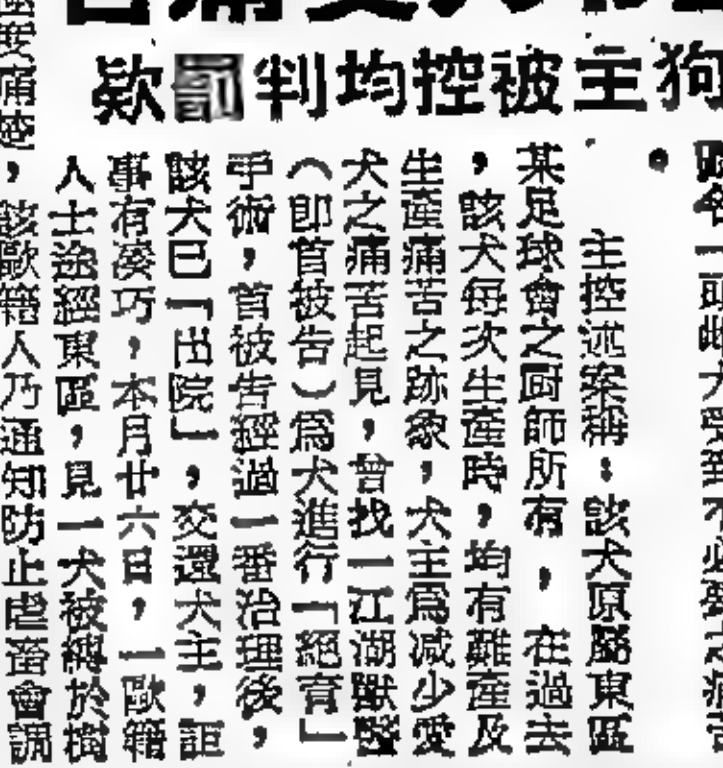 狗主被控均判罰欵
主控述案稱：該犬原屬東區
某足球會之厨師所有，在過去
，該犬每次生產時，均有難產及
生產痛苦之跡象，犬主爲減少愛
犬之痛苦起見，曾找一江湖獸醫
（即首被告）爲犬進行「絕育」
手術，首被告經過一番治理後，
該犬已「出院」，交還犬主，詎
事有湊巧，本月廿六日，一歐籍
人士途經東區，見一犬被縛於樹
痛楚，該歐籍人乃通知防止虐畜會調